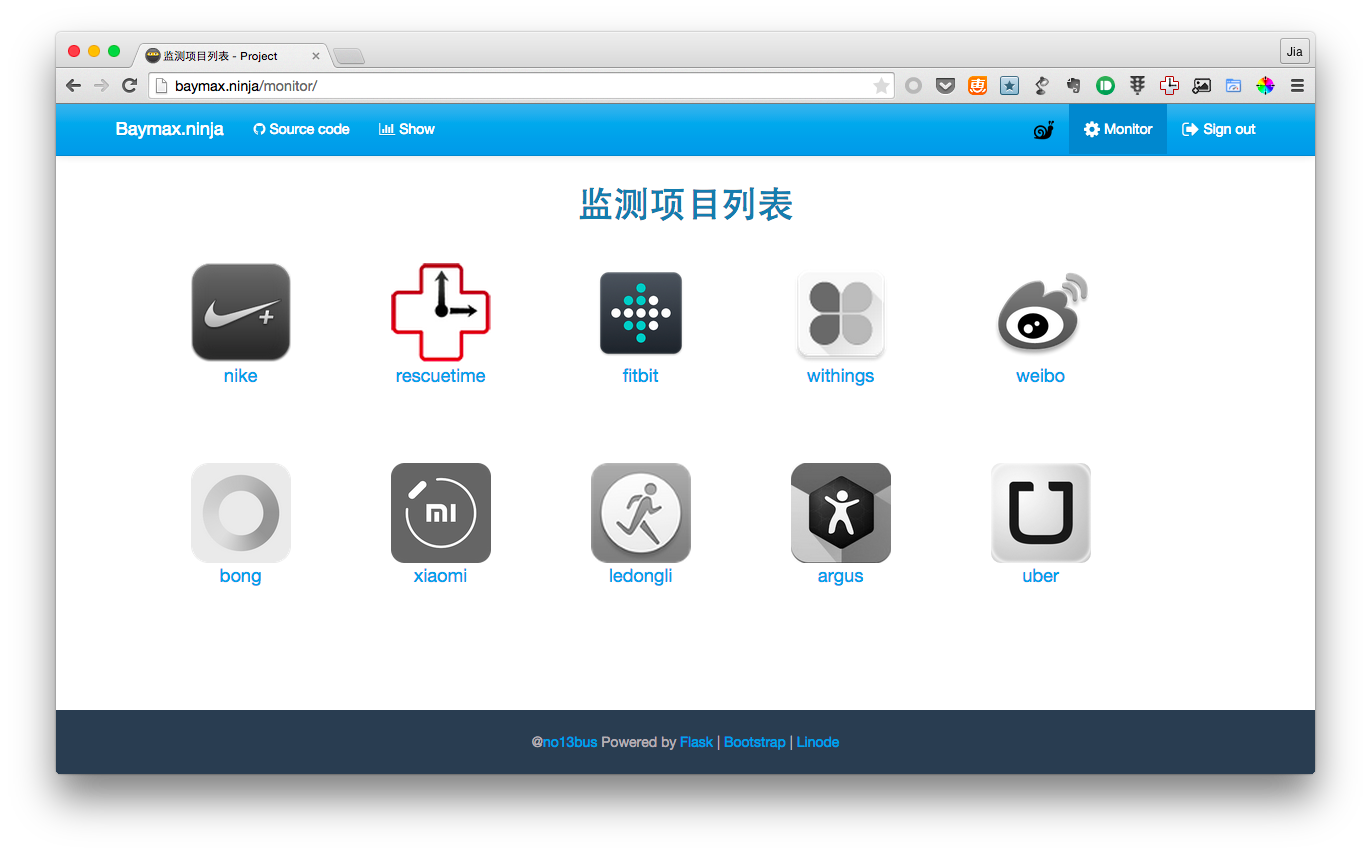 监测项目列表 - Project
Jia
baymax.ninja/monitor/
惠
Baymax.ninja Source code Show Monitor Sign out
监测项目列表
nike rescuetime fitbit withings weibo
mi
bong xiaomi ledongli argus uber
@no13bus Powered by Flask | Bootstrap | Linode